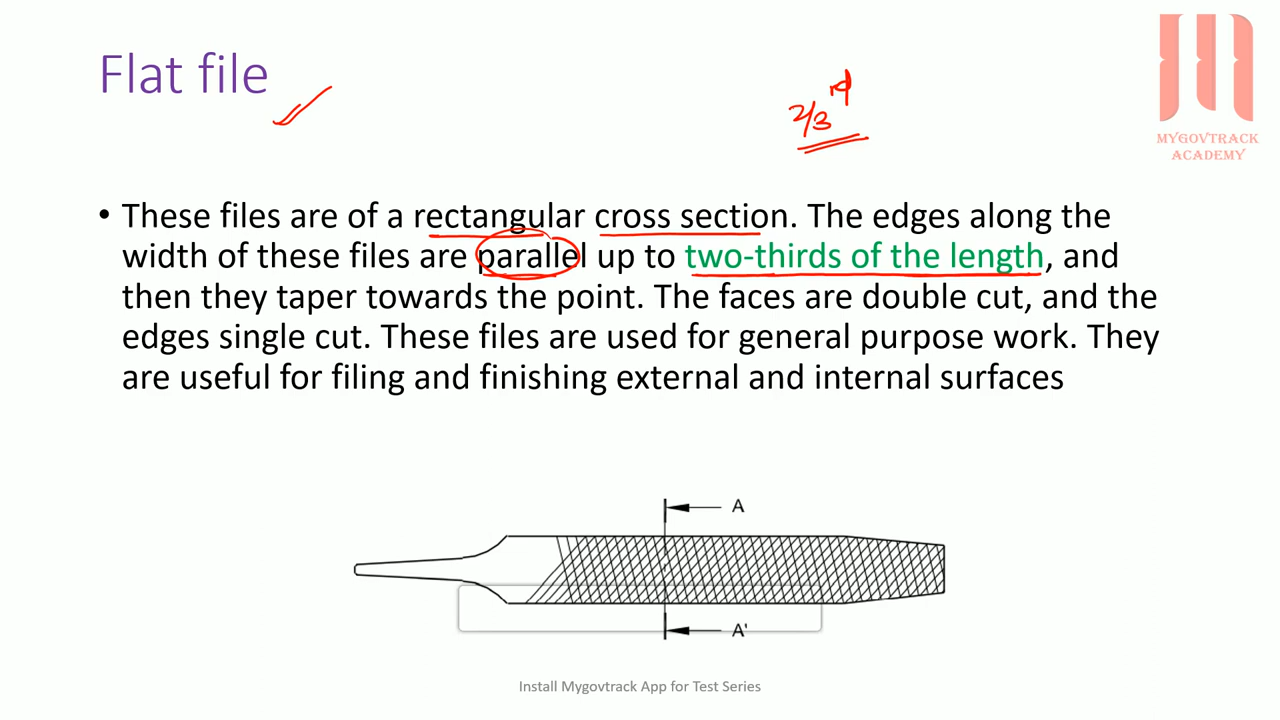 Flat file
2/3rd
MYGOVTRACK
ACADEMY
• These files are of a rectangular cross section. The edges along the
width of these files are parallel up to two-thirds of the length, and
then they taper towards the point. The faces are double cut, and the
edges single cut. These files are used for general purpose work. They
are useful for filing and finishing external and internal surfaces
A
A'
Install Mygovtrack App for Test Series